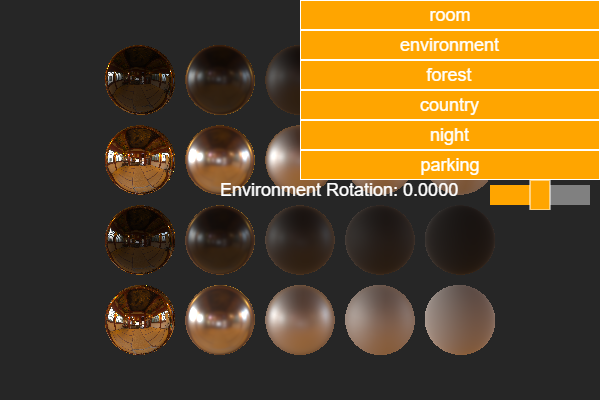 room
environment
forest
country
night
parking
Environment Rotation: 0.0000